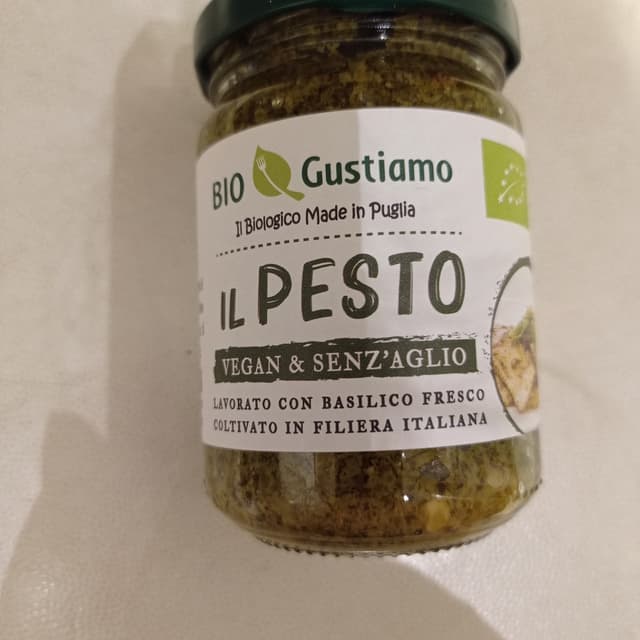 BIO Gustiamo
Il Biologico Made in Puglia
IL PESTO
VEGAN & SENZ'AGLIO
LAVORATO CON BASILICO FRESCO
COLTIVATO IN FILIERA ITALIANA